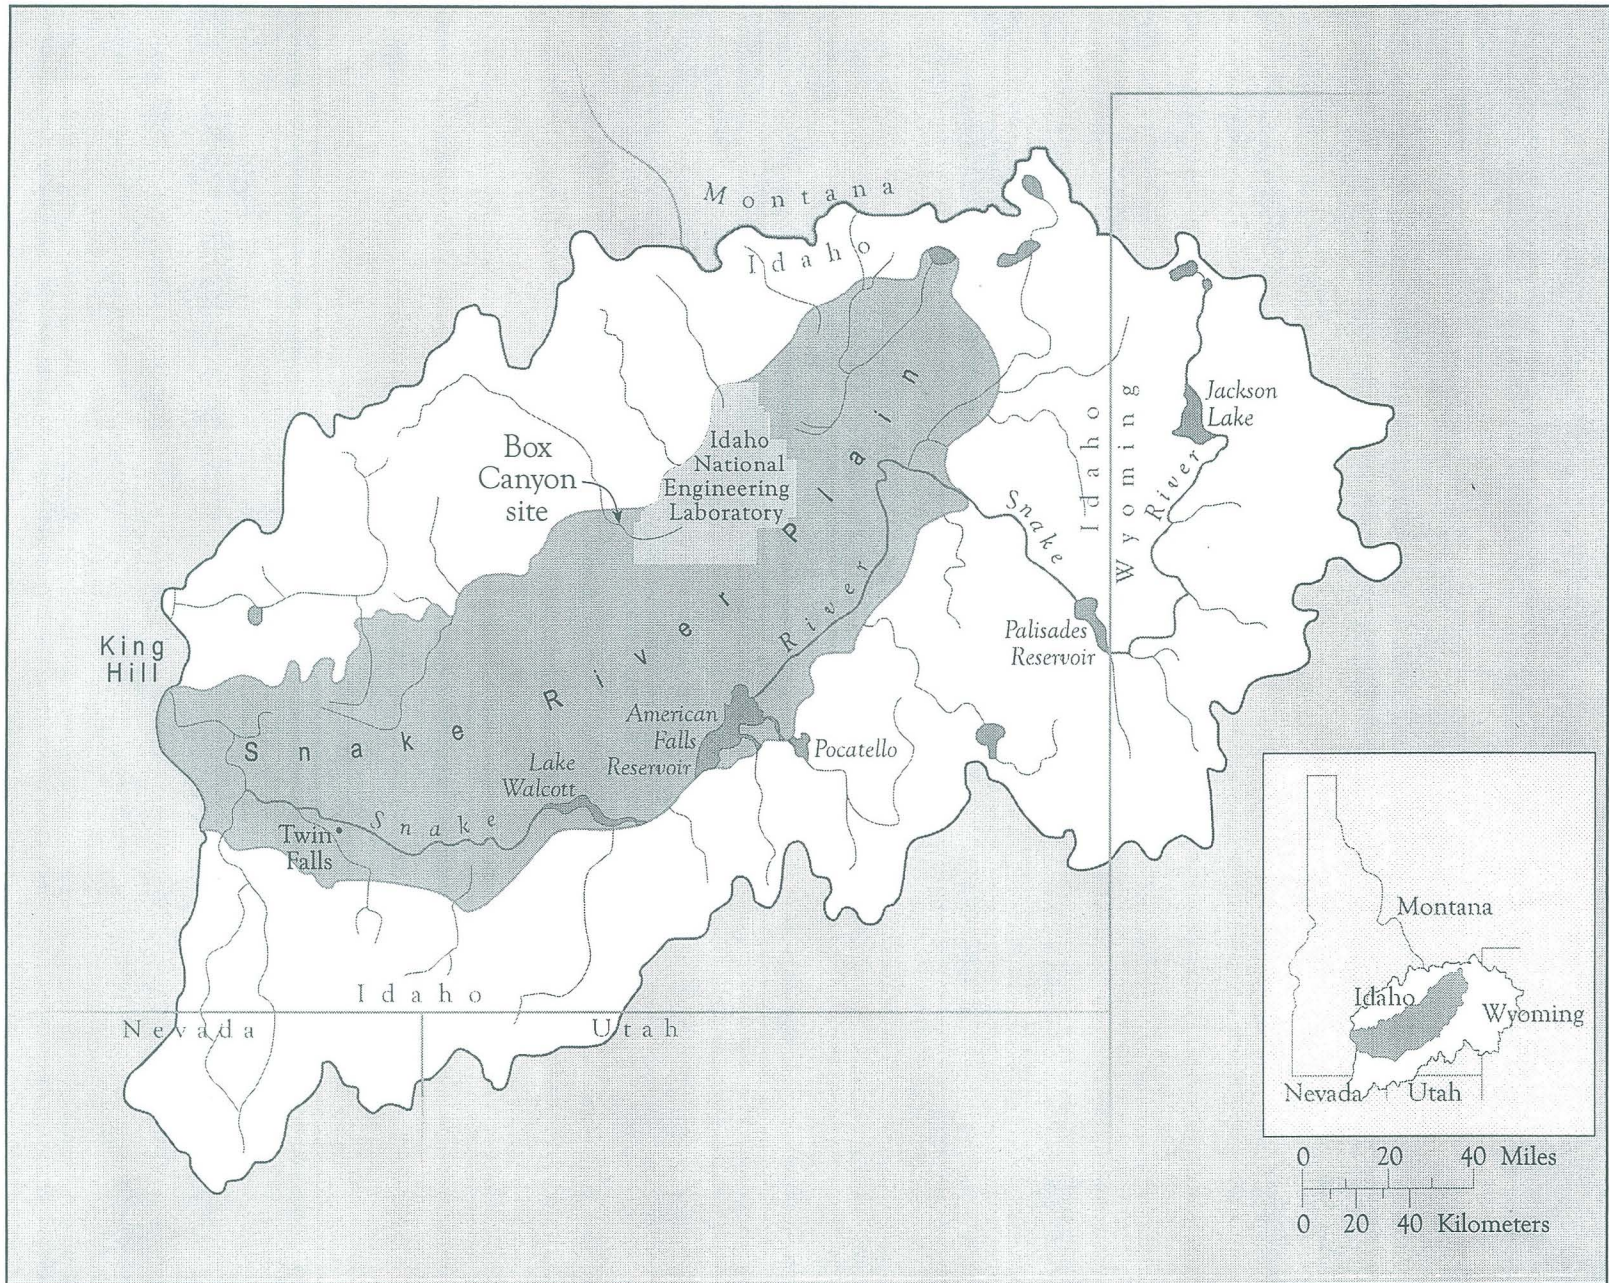 Montana
Idaho
Jackson
Lake
Box
Canyon
site
Idaho
National
Engineering
Laboratory
Snake River Plain
Snake
River
Idaho
Wyoming
River
King
Hill
Palisades
Reservoir
American
Falls
Reservoir
Pocatello
Lake
Walcott
Snake
Twin
Falls
Idaho
Nevada
Utah
Montana
Idaho
Wyoming
Nevada
Utah
0 20 40 Miles
0 20 40 Kilometers